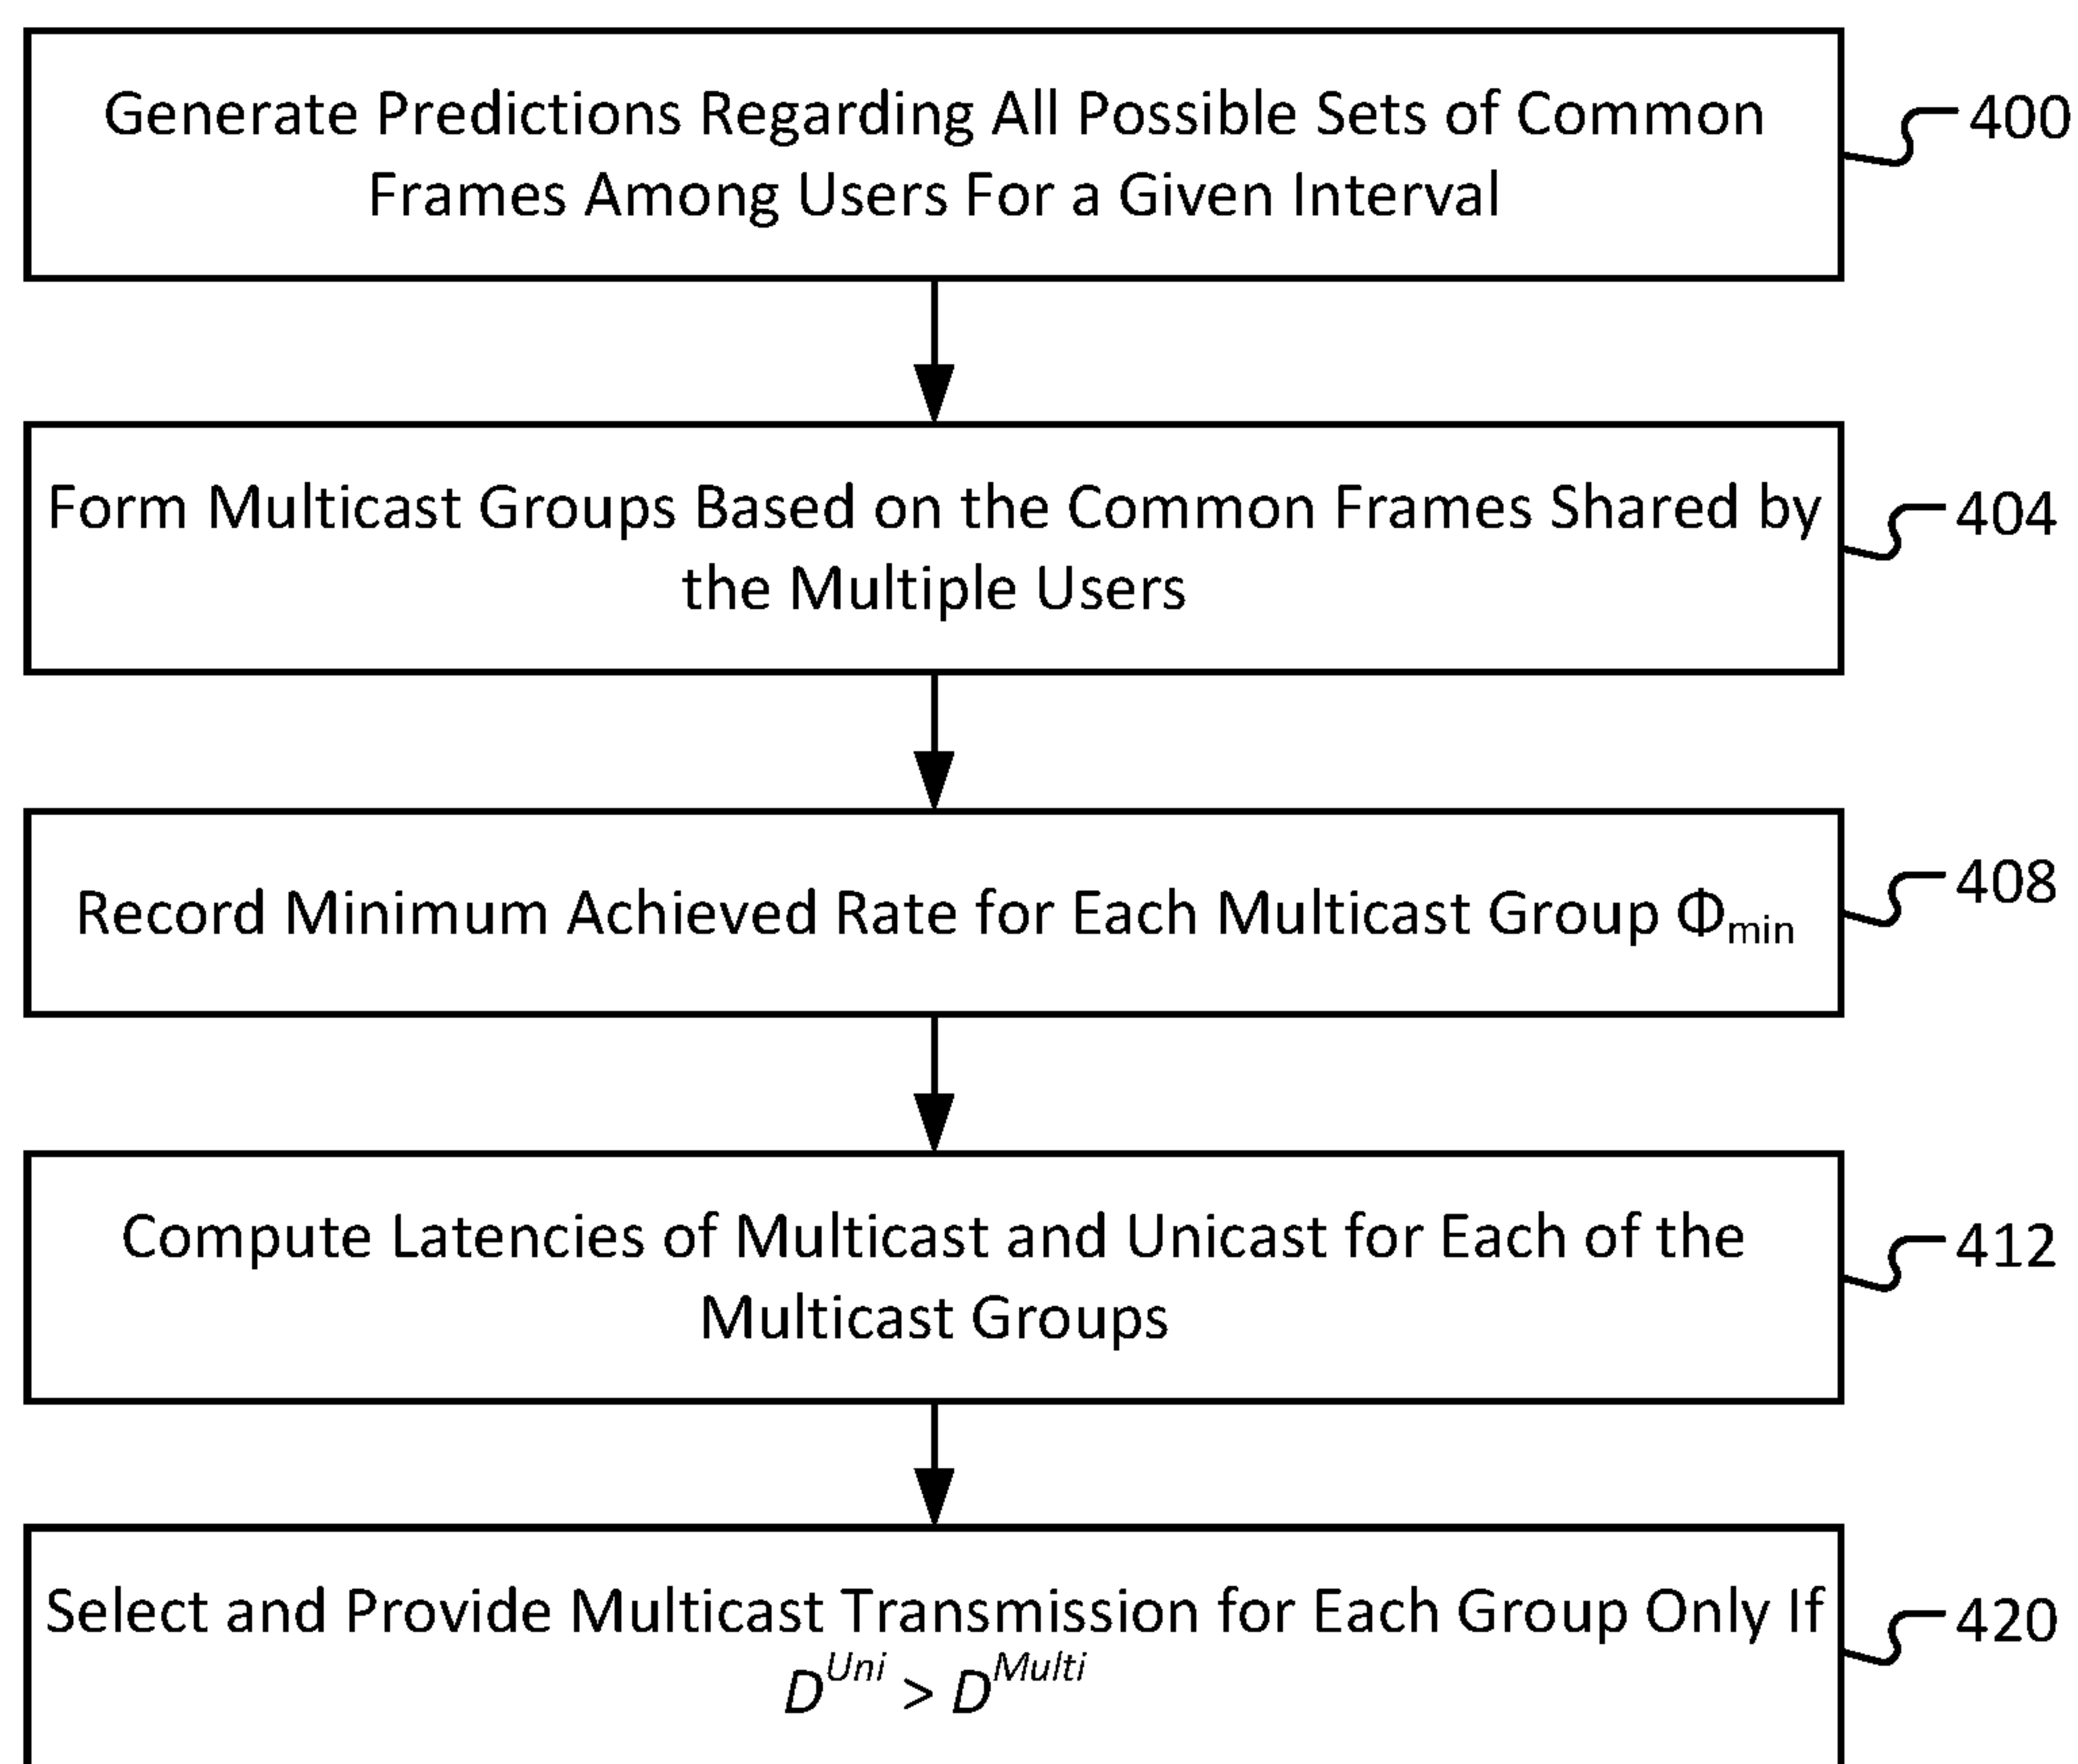 Generate Predictions Regarding All Possible Sets of Common
Frames Among Users For a Given Interval
400
Form Multicast Groups Based on the Common Frames Shared by
the Multiple Users
404
Record Minimum Achieved Rate for Each Multicast Group Φmin
408
Compute Latencies of Multicast and Unicast for Each of the
Multicast Groups
412
Select and Provide Multicast Transmission for Each Group Only If
D^Uni > D^Multi
420